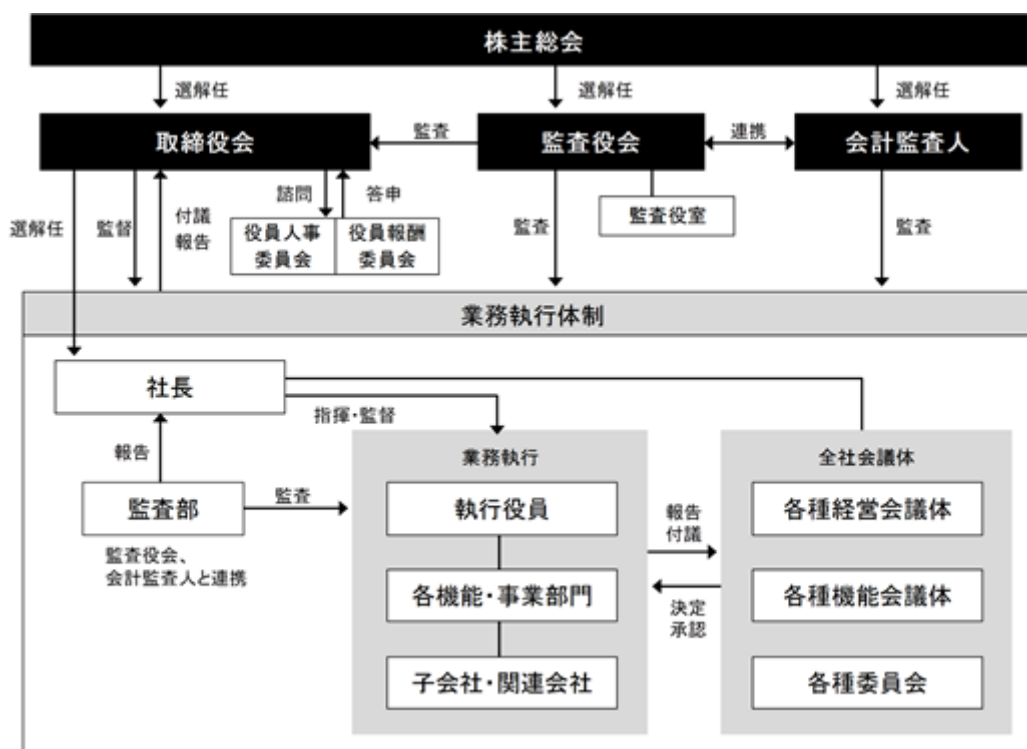 株主総会
選解任
選解任
選解任
取締役会
監査
監査役会
連携
会計監査人
選解任
監督
付議
報告
諮問
答申
役員人事
委員会
役員報酬
委員会
監査
監査役室
監査
業務執行体制
社長
指揮・監督
報告
監査部
監査
監査役会、
会計監査人と連携
業務執行
執行役員
各機能・事業部門
子会社・関連会社
報告
付議
決定
承認
全社会議体
各種経営会議体
各種機能会議体
各種委員会